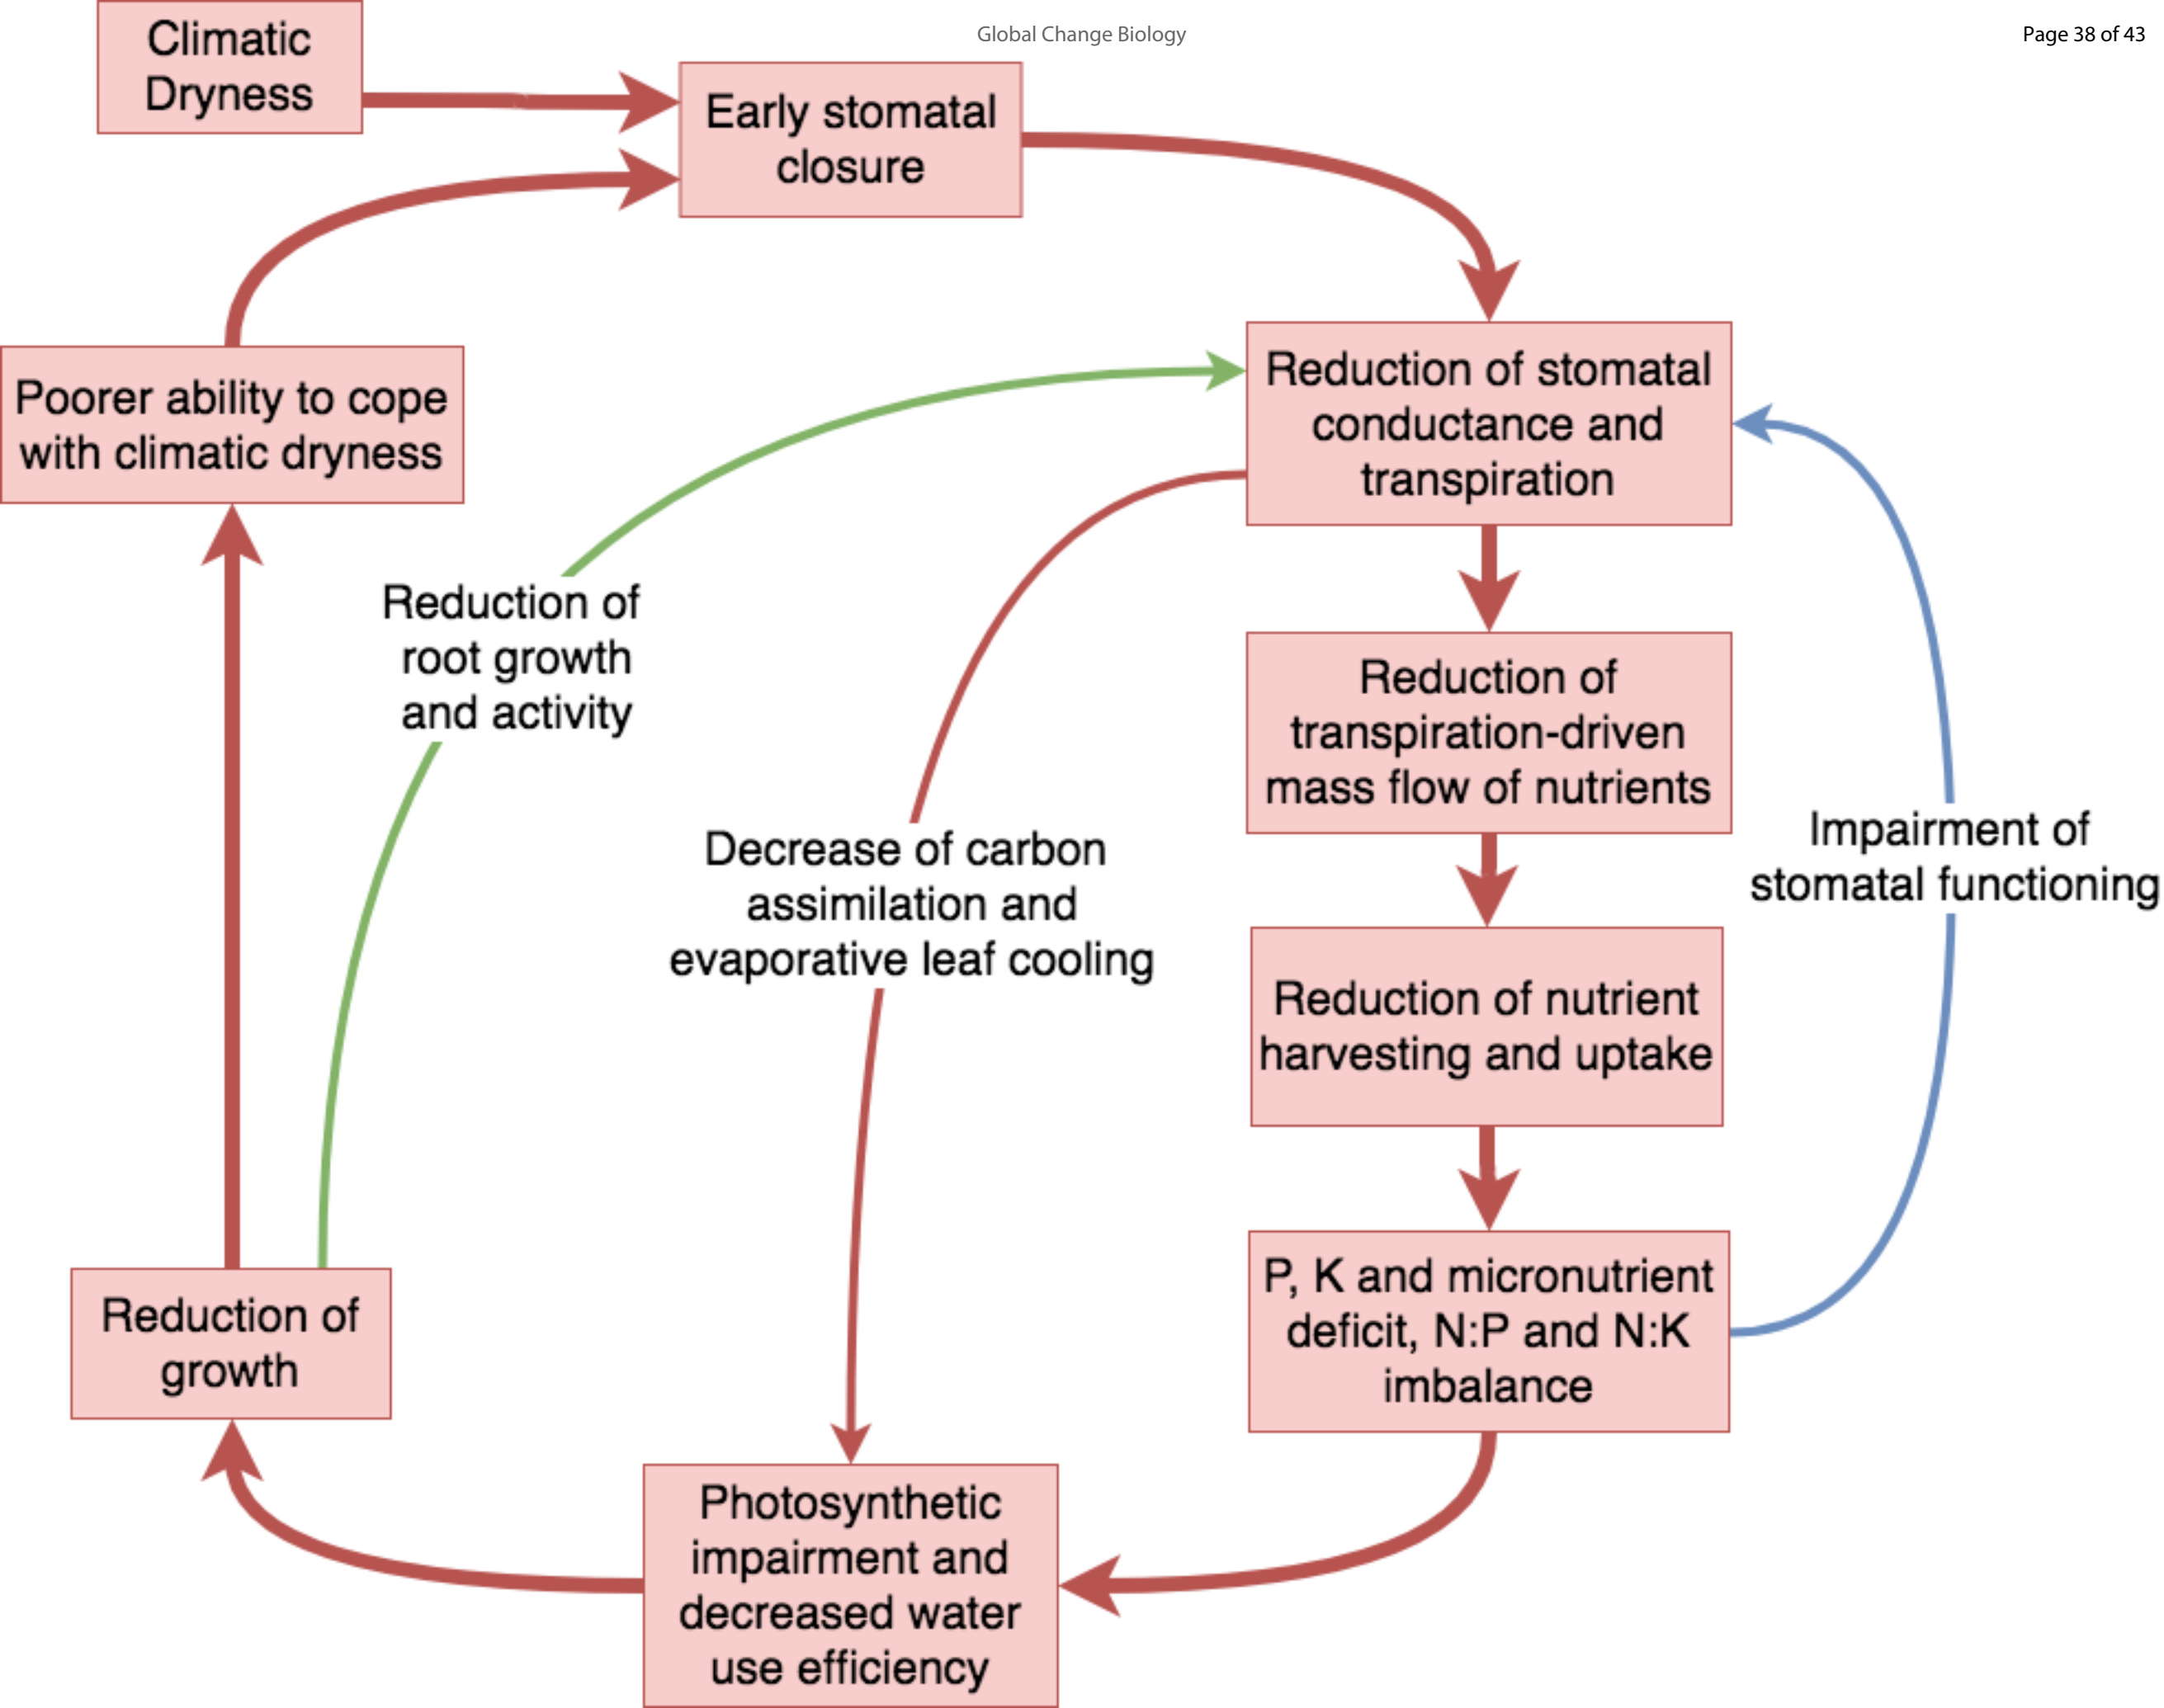 Global Change Biology
Page 38 of 43
Climatic
Dryness
Early stomatal
closure
Poorer ability to cope
with climatic dryness
Reduction of stomatal
conductance and
transpiration
Reduction of
root growth
and activity
Reduction of
transpiration-driven
mass flow of nutrients
Decrease of carbon
assimilation and
evaporative leaf cooling
Impairment of
stomatal functioning
Reduction of nutrient
harvesting and uptake
P, K and micronutrient
deficit, N:P and N:K
imbalance
Reduction of
growth
Photosynthetic
impairment and
decreased water
use efficiency